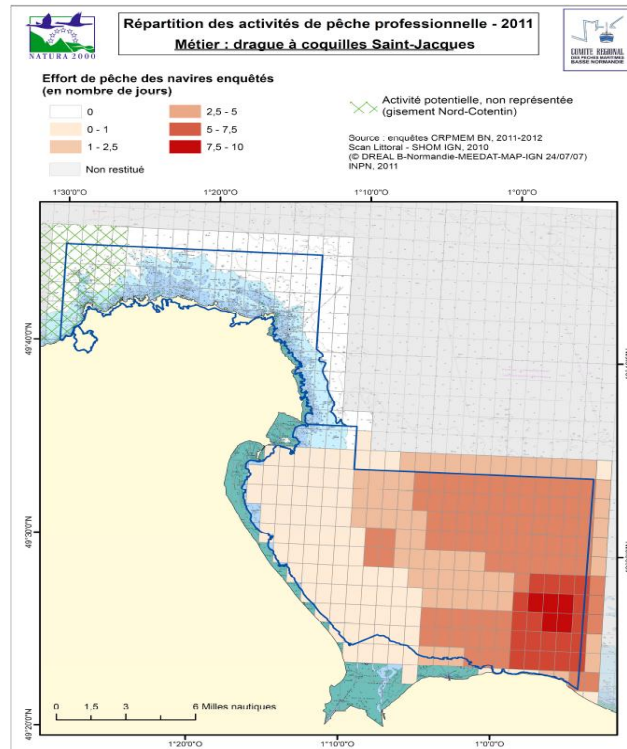 Répartition des activités de pêche professionnelle - 2011
Métier : drague à coquilles Saint-Jacques
NATURA 2000
COMITE REGIONAL
DES PECHES MARITIMES
BASSE NORMANDIE
Effort de pêche des navires enquêtés
(en nombre de jours)
0
0 - 1
1 - 2,5
Non restitué
2,5 - 5
5 - 7,5
7,5 - 10
Activité potentielle, non représentée
(gisement Nord-Cotentin)
Source : enquêtes CRPMEM BN, 2011-2012
Scan Littoral - SHOM IGN, 2010
(© DREAL B-Normandie-MEEDAT-MAP-IGN 24/07/07)
INPN, 2011
1°30'0"O
1°20'0"O
1°10'0"O
1°0'0"O
49°40'0"N
49°30'0"N
49°20'0"N
0
1,5
3
6 Milles nautiques
1°20'0"O
1°10'0"O
1°0'0"O